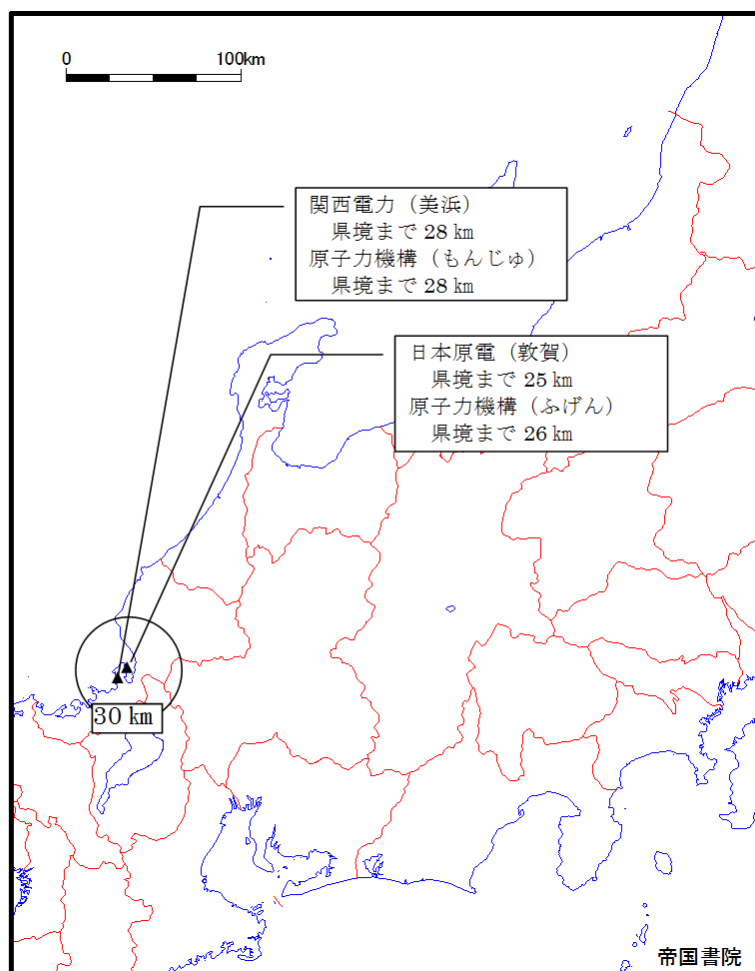 0 100km
関西電力（美浜）
県境まで 28 ㎞
原子力機構（もんじゅ）
県境まで 28 ㎞
日本原電（敦賀）
県境まで 25 ㎞
原子力機構（ふげん）
県境まで 26 ㎞
30 ㎞
帝国書院